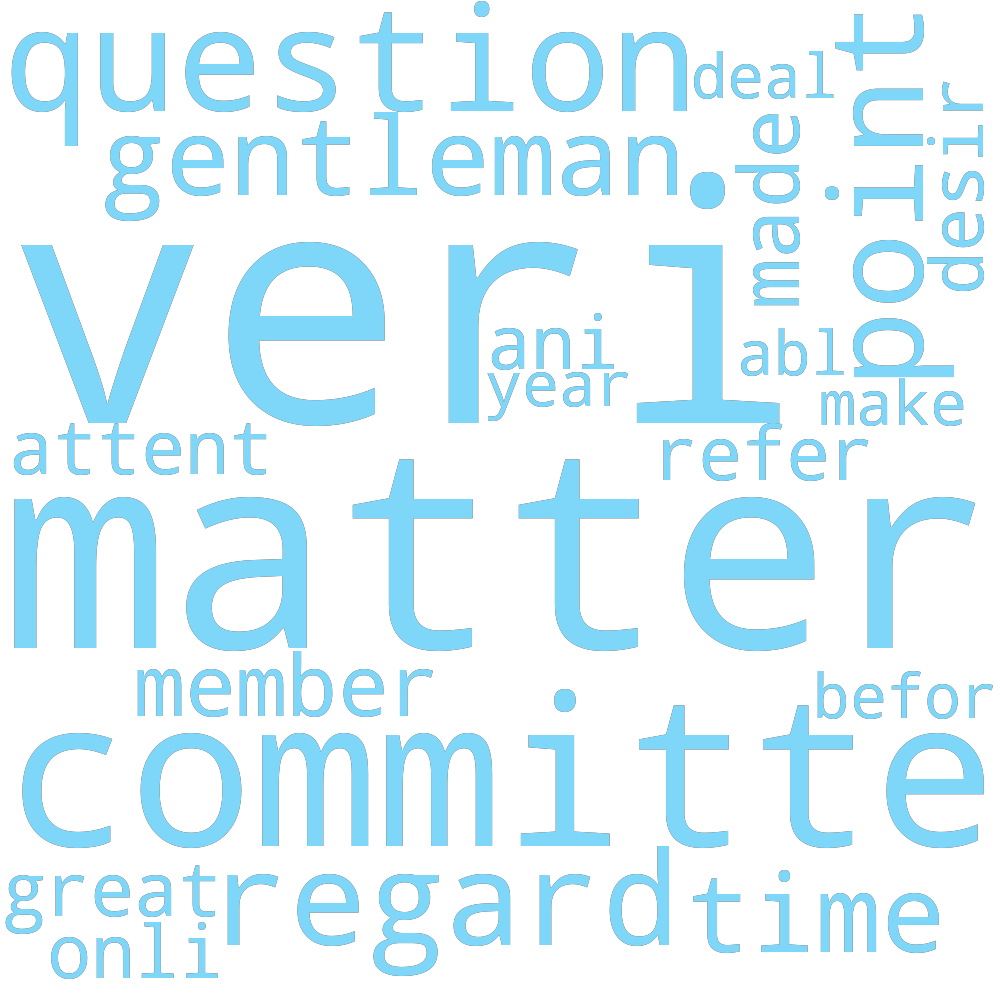 question
deal
point
desir
made
gentleman
veri
ani
abl
year
make
attent
refer
matter
member
befor
committe
great
regard
time
onli